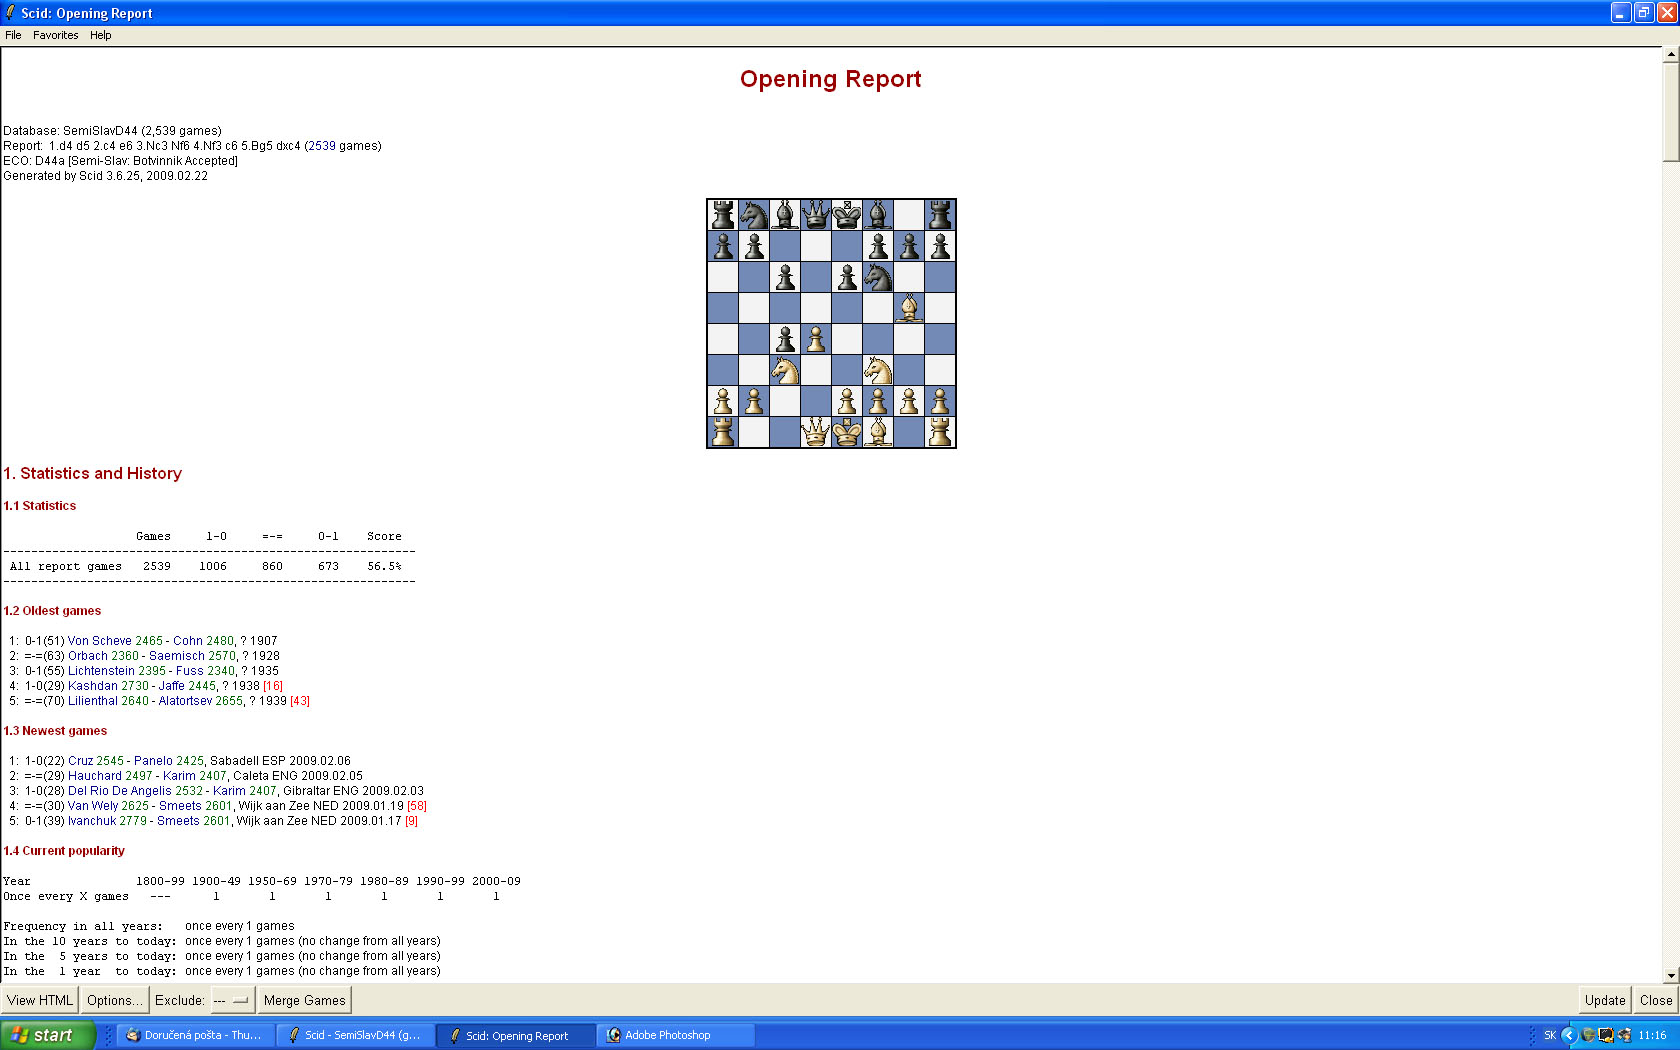 Scid: Opening Report
File Favorites Help
Opening Report
Database: SemiSlavD44 (2,539 games)
Report: 1.d4 d5 2.c4 e6 3.Nc3 Nf6 4.Nf3 c6 5.Bg5 dxc4 (2539 games)
ECO: D44a [Semi-Slav: Botvinnik Accepted]
Generated by Scid 3.6.25, 2009.02.22
1. Statistics and History
1.1 Statistics
Games 1-0 =-= 0-1 Score
-----------------------------------------------------------
All report games 2539 1006 860 673 56.5%
-----------------------------------------------------------
1.2 Oldest games
1: 0-1(51) Von Scheve 2465 - Cohn 2480, ? 1907
2: =-=(63) Orbach 2360 - Saemisch 2570, ? 1928
3: 0-1(55) Lichtenstein 2395 - Fuss 2340, ? 1935
4: 1-0(29) Kashdan 2730 - Jaffe 2445, ? 1938 [16]
5: =-=(70) Lilienthal 2640 - Alatortsev 2655, ? 1939 [43]
1.3 Newest games
1: 1-0(22) Cruz 2545 - Panelo 2425, Sabadell ESP 2009.02.06
2: =-=(29) Hauchard 2497 - Karim 2407, Caleta ENG 2009.02.05
3: 1-0(28) Del Rio De Angelis 2532 - Karim 2407, Gibraltar ENG 2009.02.03
4: =-=(30) Van Wely 2625 - Smeets 2601, Wijk aan Zee NED 2009.01.19 [58]
5: 0-1(39) Ivanchuk 2779 - Smeets 2601, Wijk aan Zee NED 2009.01.17 [9]
1.4 Current popularity
Year 1800-99 1900-49 1950-69 1970-79 1980-89 1990-99 2000-09
Once every X games --- 1 1 1 1 1 1
Frequency in all years: once every 1 games
In the 10 years to today: once every 1 games (no change from all years)
In the 5 years to today: once every 1 games (no change from all years)
In the 1 year to today: once every 1 games (no change from all years)
View HTML Options... Exclude: --- Merge Games Update Close
start Doručená pošta - Thu... Scid - SemiSlavD44 (g... Scid: Opening Report Adobe Photoshop SK 11:16